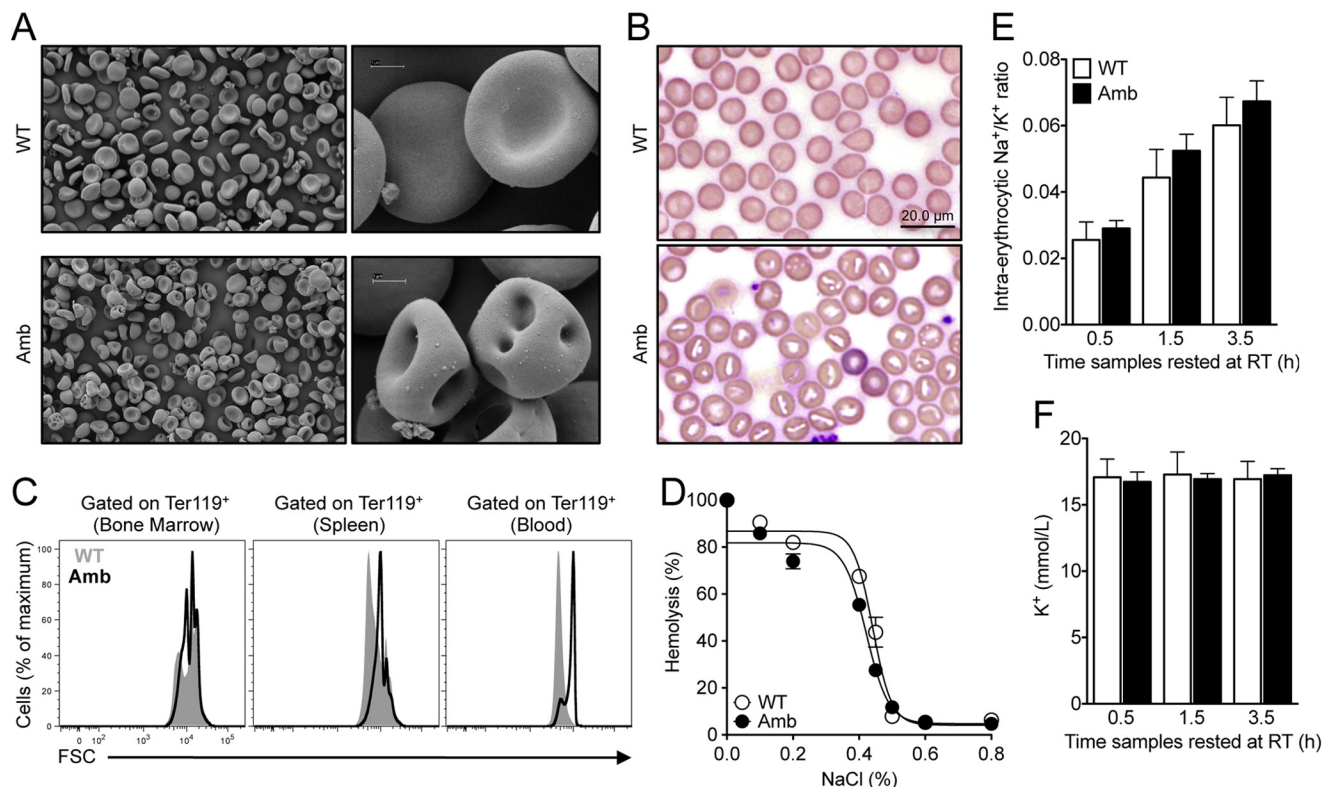 A
WT
Amb
B
WT
20.0 µm
Amb
C
Gated on Ter119+
(Bone Marrow)
Gated on Ter119+
(Spleen)
Gated on Ter119+
(Blood)
WT
Amb
Cells (% of maximum)
100
80
60
40
20
0
0 10² 10³ 10⁴ 10⁵
FSC
D
Hemolysis (%)
100
80
60
40
20
0
WT
Amb
0.0 0.2 0.4 0.6 0.8
NaCl (%)
E
Intra-erythrocytic Na⁺/K⁺ ratio
0.08
0.06
0.04
0.02
0.00
WT
Amb
0.5 1.5 3.5
Time samples rested at RT (h)
F
K⁺ (mmol/L)
20
15
10
5
0
0.5 1.5 3.5
Time samples rested at RT (h)